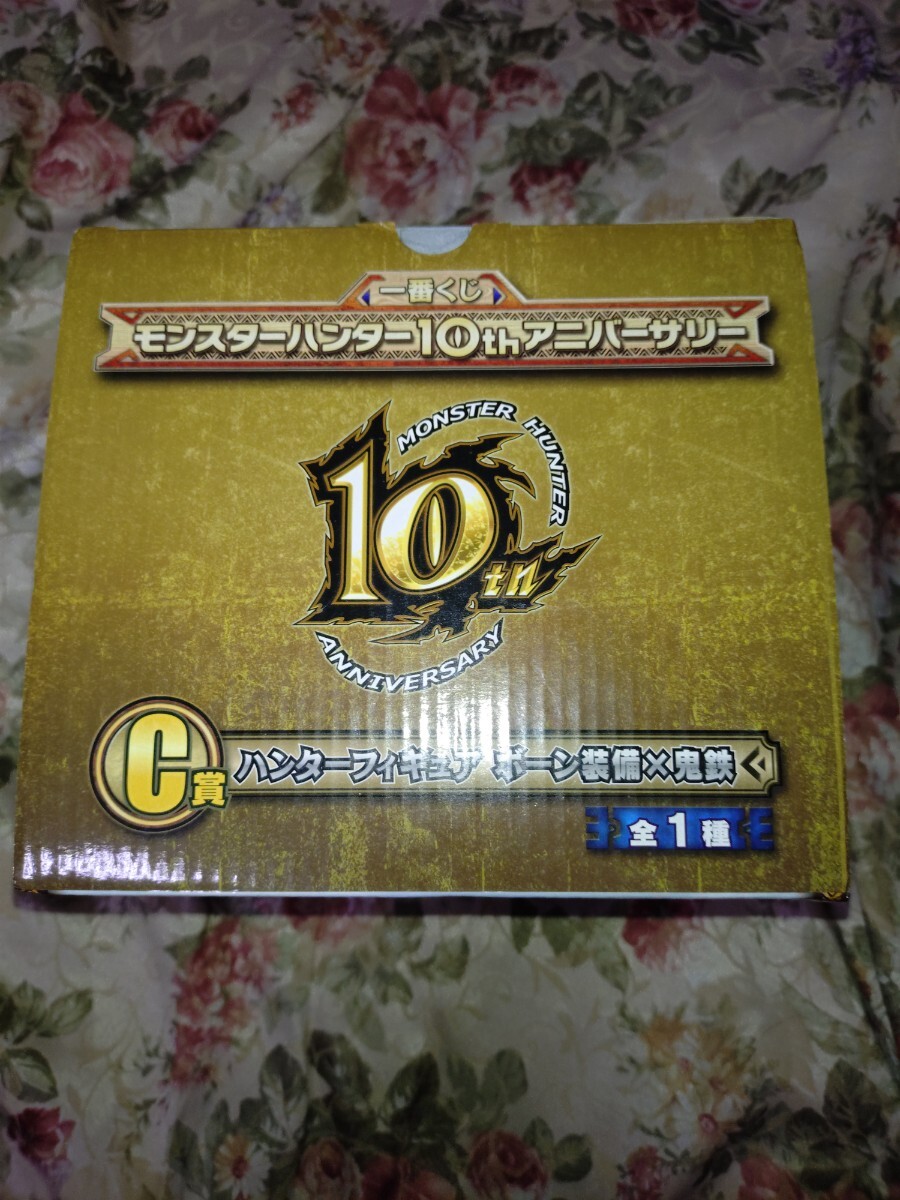 一番くじ
モンスターハンター10thアニバーサリー
MONSTER HUNTER
10th
ANNIVERSARY
C賞
ハンターフィギュア ボーン装備×鬼鉄
全1種